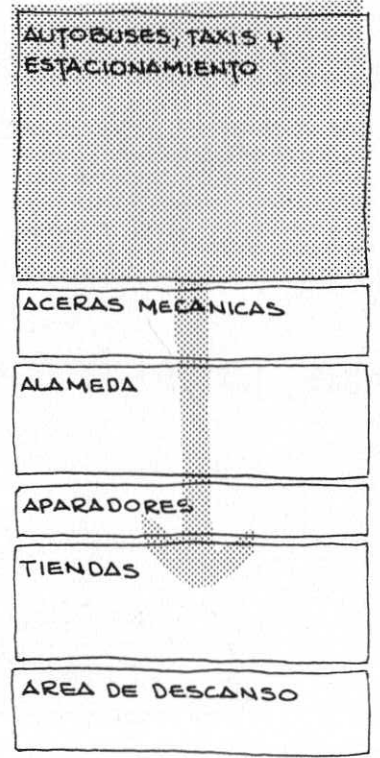 AUTOBUSES, TAXIS Y
ESTACIONAMIENTO
ACERAS MECANICAS
ALAMEDA
APARADORES
TIENDAS
AREA DE DESCANSO